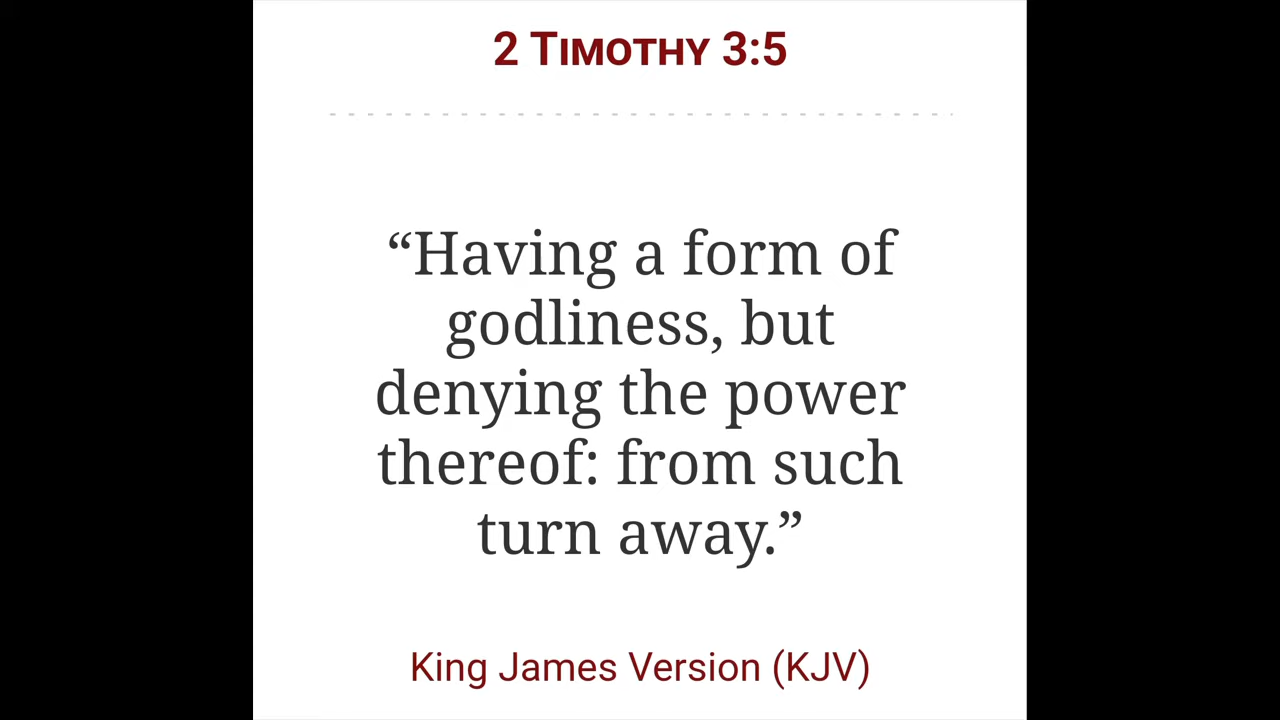 2 Timothy 3:5
“Having a form of
godliness, but
denying the power
thereof: from such
turn away.”
King James Version (KJV)